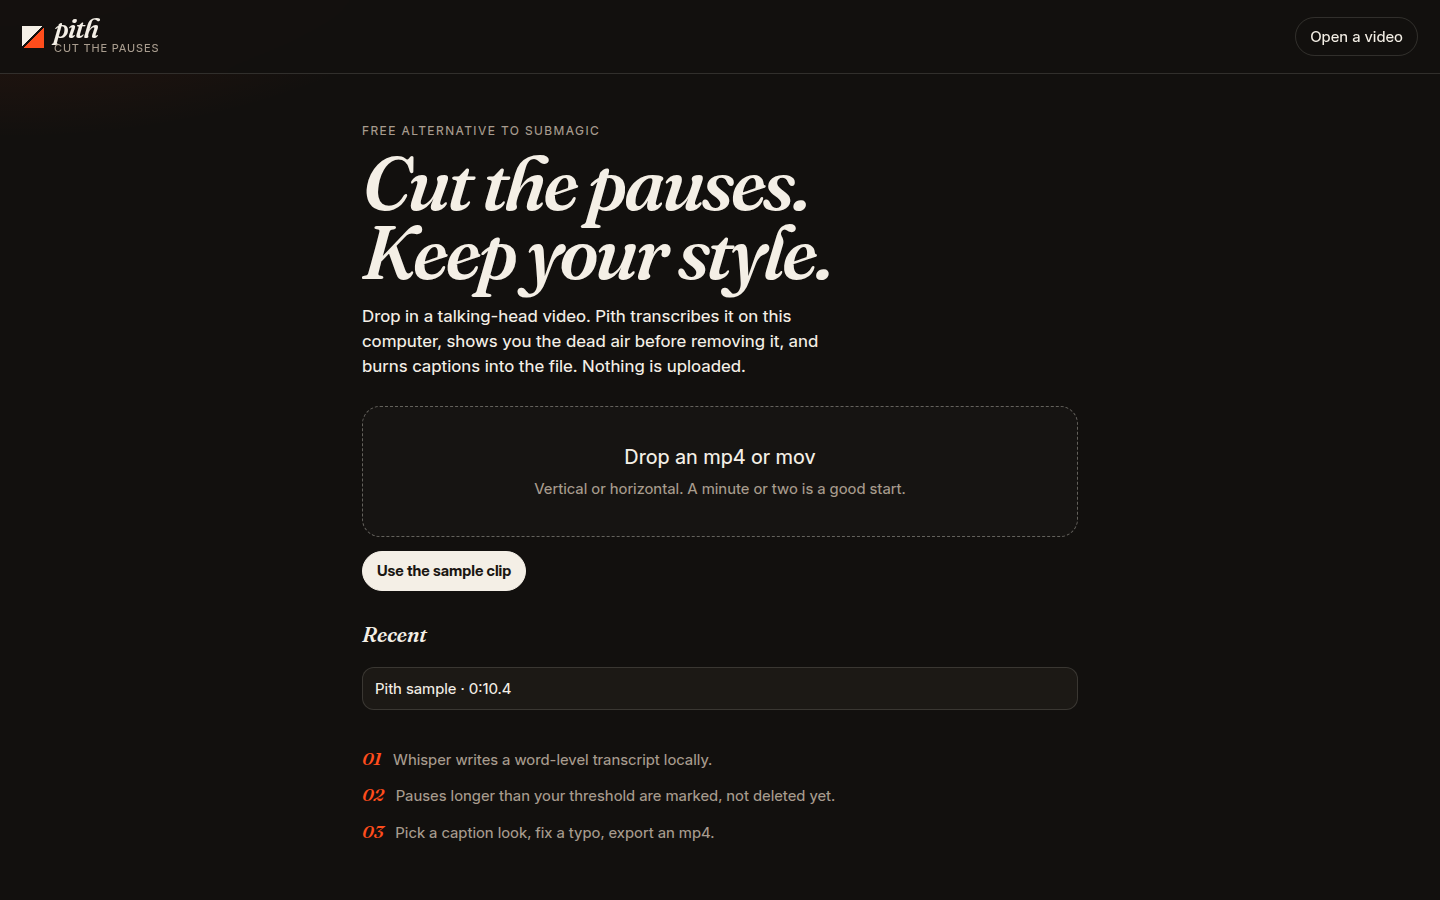 pith
CUT THE PAUSES
Open a video
FREE ALTERNATIVE TO SUBMAGIC
Cut the pauses.
Keep your style.
Drop in a talking-head video. Pith transcribes it on this
computer, shows you the dead air before removing it, and
burns captions into the file. Nothing is uploaded.
Drop an mp4 or mov
Vertical or horizontal. A minute or two is a good start.
Use the sample clip
Recent
Pith sample · 0:10.4
01 Whisper writes a word-level transcript locally.
02 Pauses longer than your threshold are marked, not deleted yet.
03 Pick a caption look, fix a typo, export an mp4.